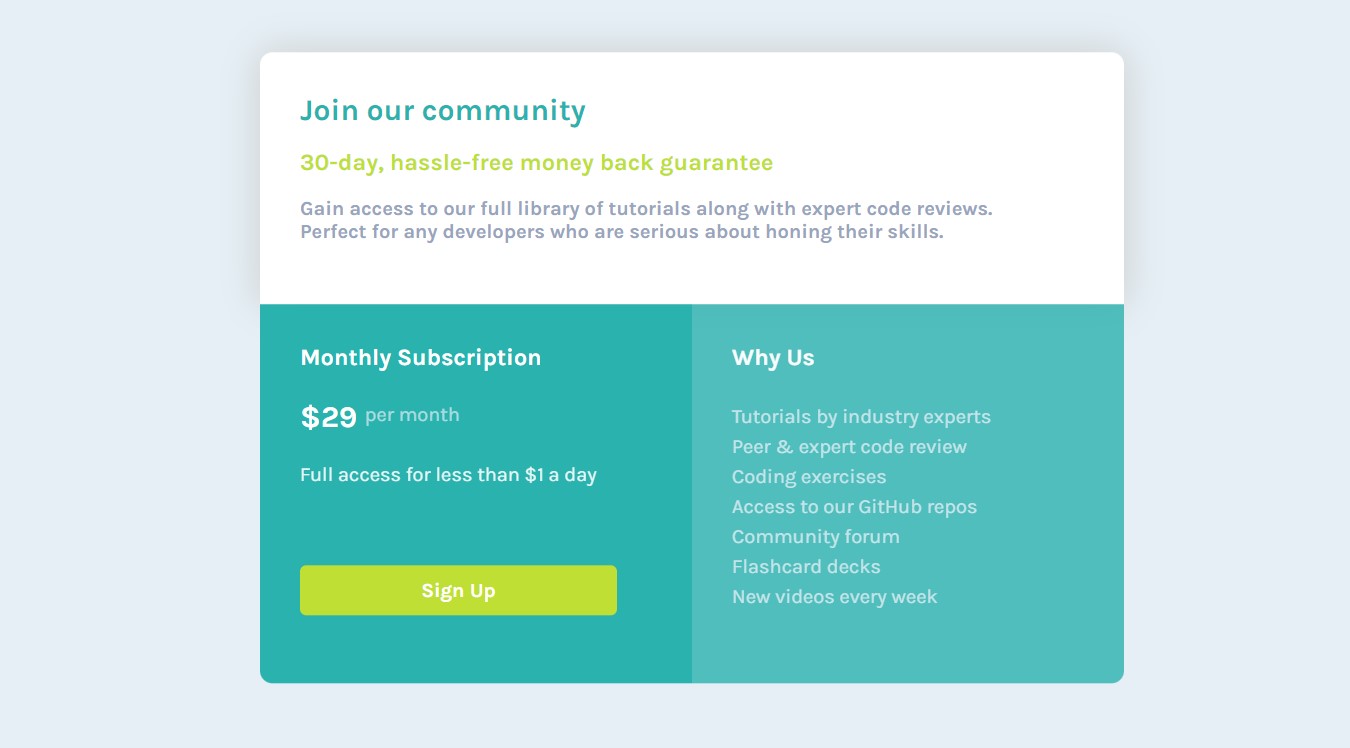 Join our community
30-day, hassle-free money back guarantee
Gain access to our full library of tutorials along with expert code reviews.
Perfect for any developers who are serious about honing their skills.
Monthly Subscription
$29 per month
Full access for less than $1 a day
Sign Up
Why Us
Tutorials by industry experts
Peer & expert code review
Coding exercises
Access to our GitHub repos
Community forum
Flashcard decks
New videos every week